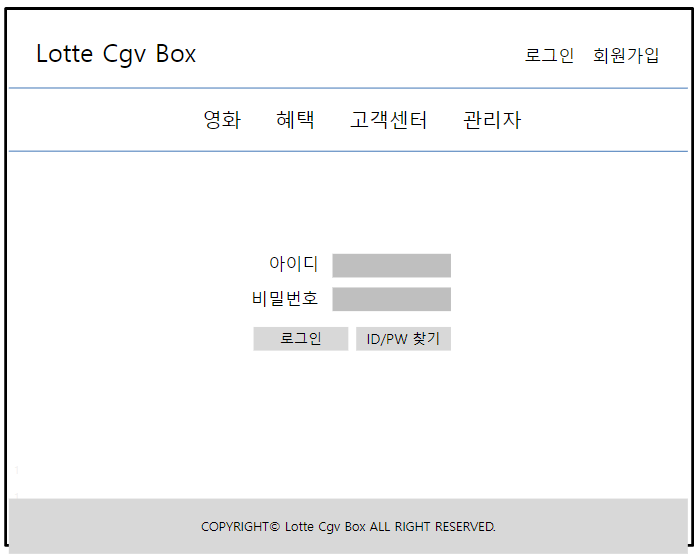 Lotte Cgv Box
로그인 회원가입
영화 혜택 고객센터 관리자
아이디
비밀번호
로그인 ID/PW 찾기
COPYRIGHT© Lotte Cgv Box ALL RIGHT RESERVED.